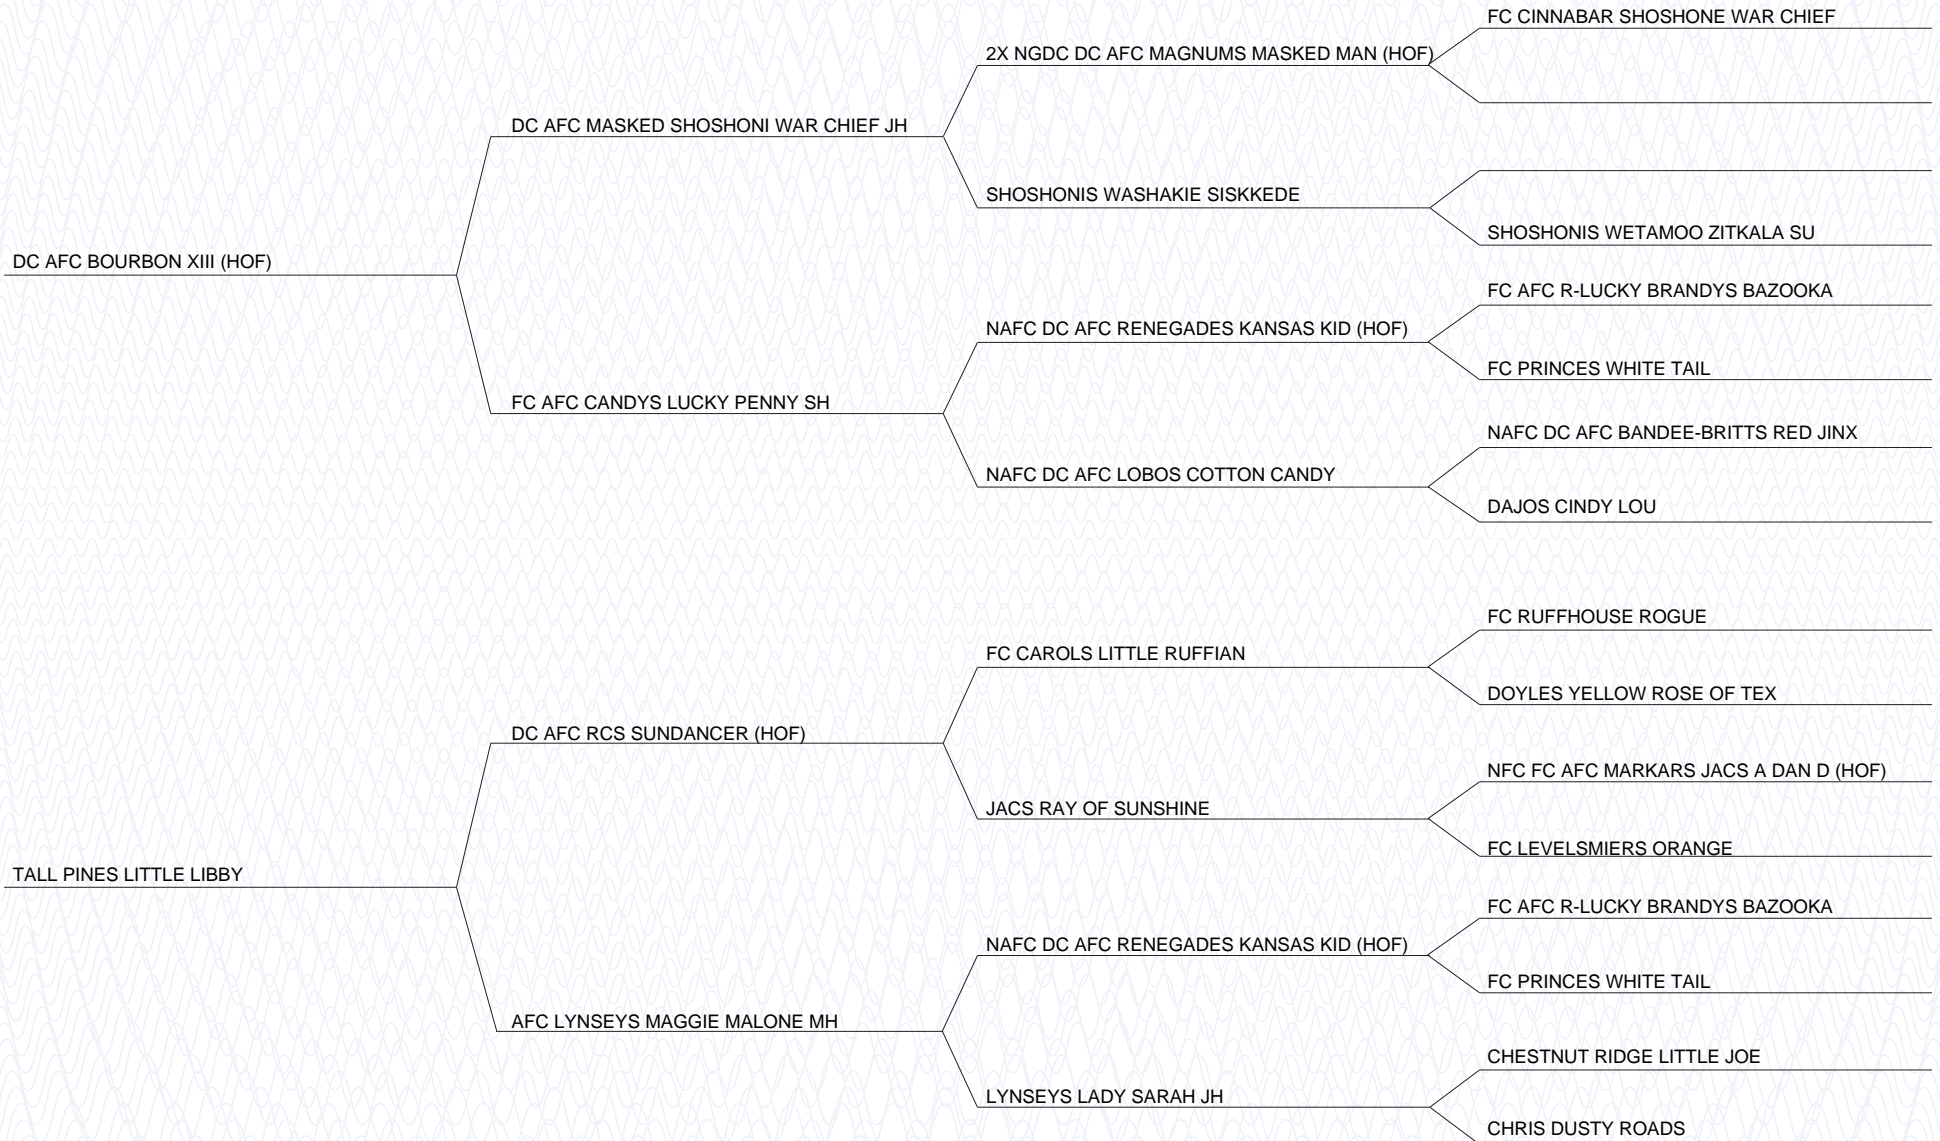 FC CINNABAR SHOSHONE WAR CHIEF
2X NGDC DC AFC MAGNUMS MASKED MAN (HOF)
DC AFC MASKED SHOSHONI WAR CHIEF JH
SHOSHONIS WASHAKIE SISKKEDE
SHOSHONIS WETAMOO ZITKALA SU
DC AFC BOURBON XIII (HOF)
FC AFC R-LUCKY BRANDYS BAZOOKA
NAFC DC AFC RENEGADES KANSAS KID (HOF)
FC PRINCES WHITE TAIL
FC AFC CANDYS LUCKY PENNY SH
NAFC DC AFC BANDEE-BRITTS RED JINX
NAFC DC AFC LOBOS COTTON CANDY
DAJOS CINDY LOU
FC RUFFHOUSE ROGUE
FC CAROLS LITTLE RUFFIAN
DOYLES YELLOW ROSE OF TEX
DC AFC RCS SUNDANCER (HOF)
NFC FC AFC MARKARS JACS A DAN D (HOF)
JACS RAY OF SUNSHINE
FC LEVELSMIERS ORANGE
TALL PINES LITTLE LIBBY
FC AFC R-LUCKY BRANDYS BAZOOKA
NAFC DC AFC RENEGADES KANSAS KID (HOF)
FC PRINCES WHITE TAIL
AFC LYNSEYS MAGGIE MALONE MH
CHESTNUT RIDGE LITTLE JOE
LYNSEYS LADY SARAH JH
CHRIS DUSTY ROADS